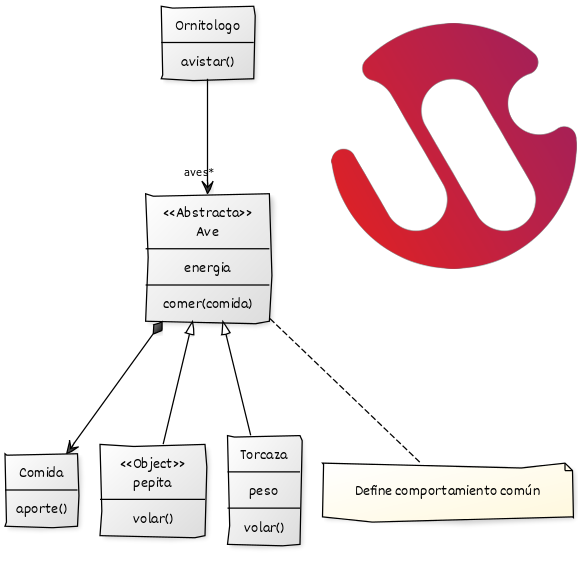 Ornitologo
avistar()
aves*
<<Abstracta>>
Ave
energia
comer(comida)
Comida
aporte()
<<Object>>
pepita
volar()
Torcaza
peso
volar()
Define comportamiento común